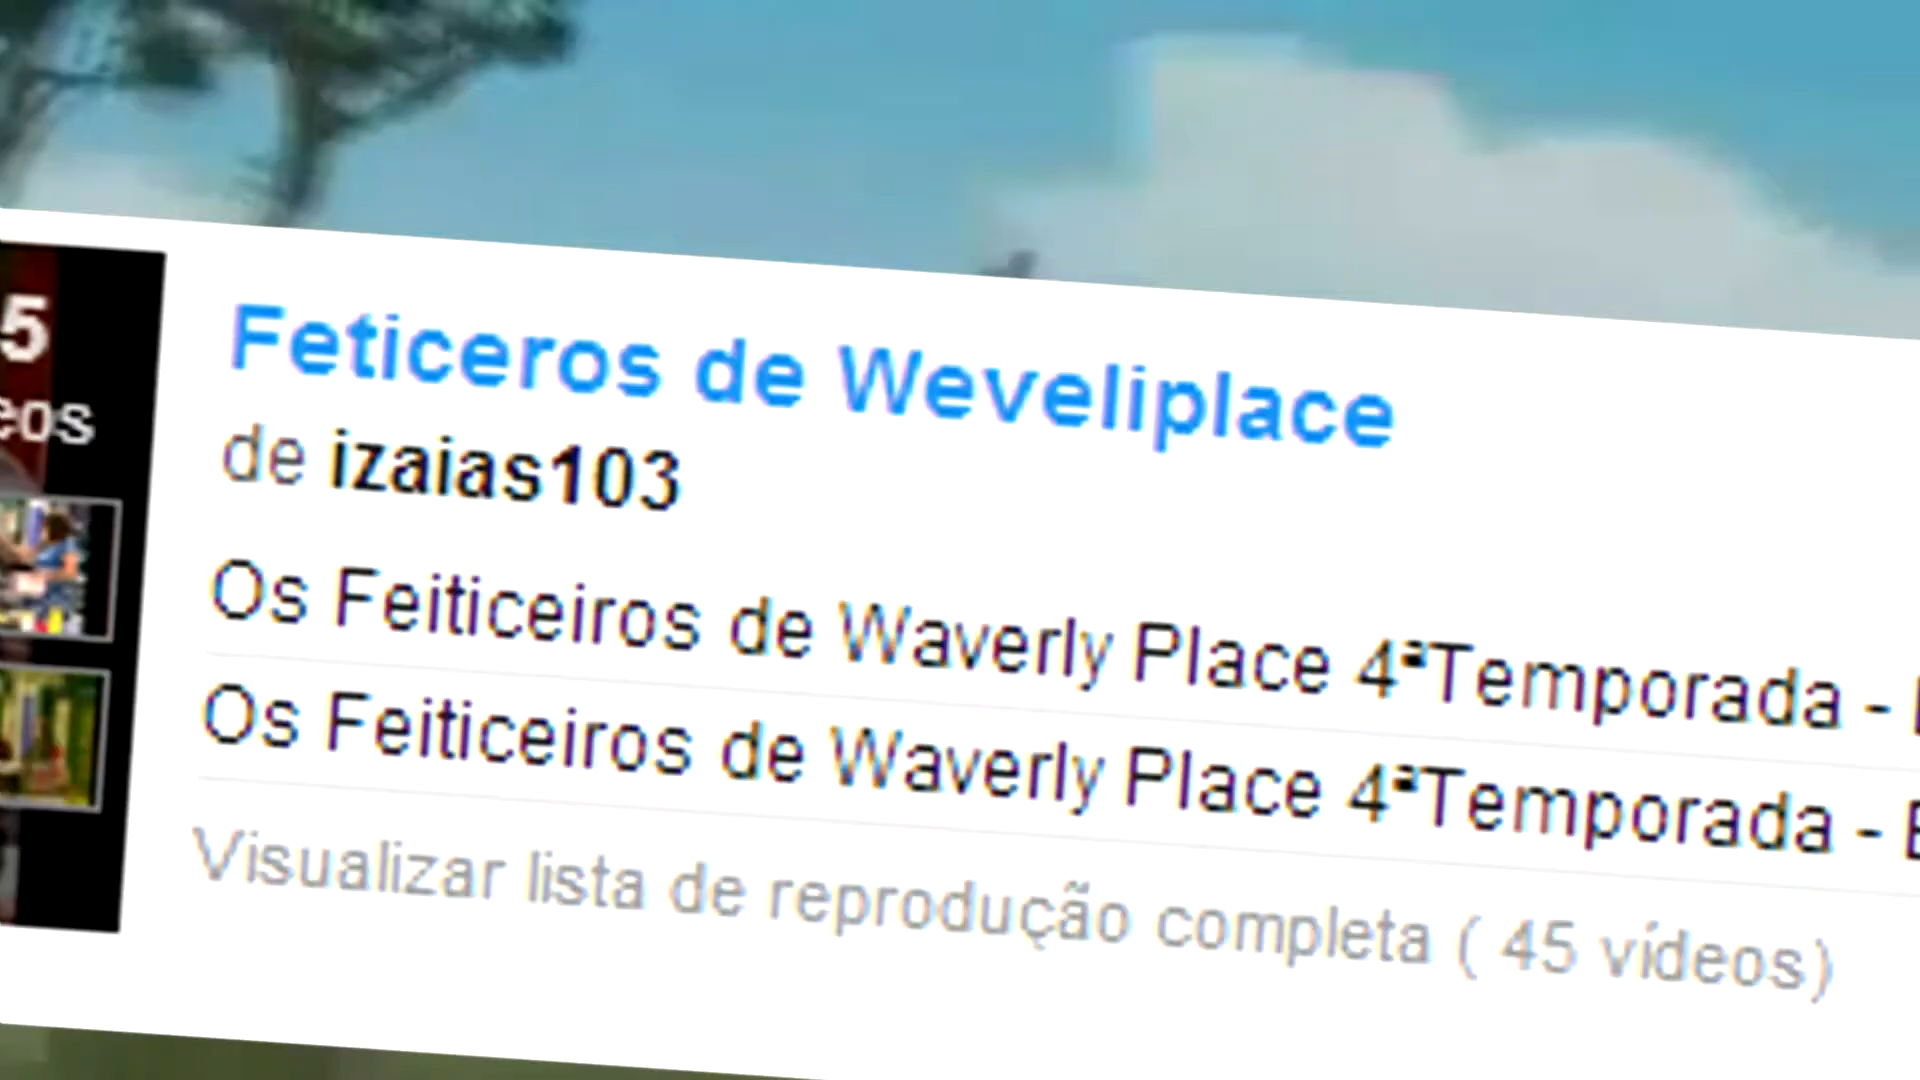 5
eos
Feticeros de Weveliplace
de izaias103
Os Feiticeiros de Waverly Place 4ªTemporada -
Os Feiticeiros de Waverly Place 4ªTemporada - E
Visualizar lista de reprodução completa ( 45 vídeos)